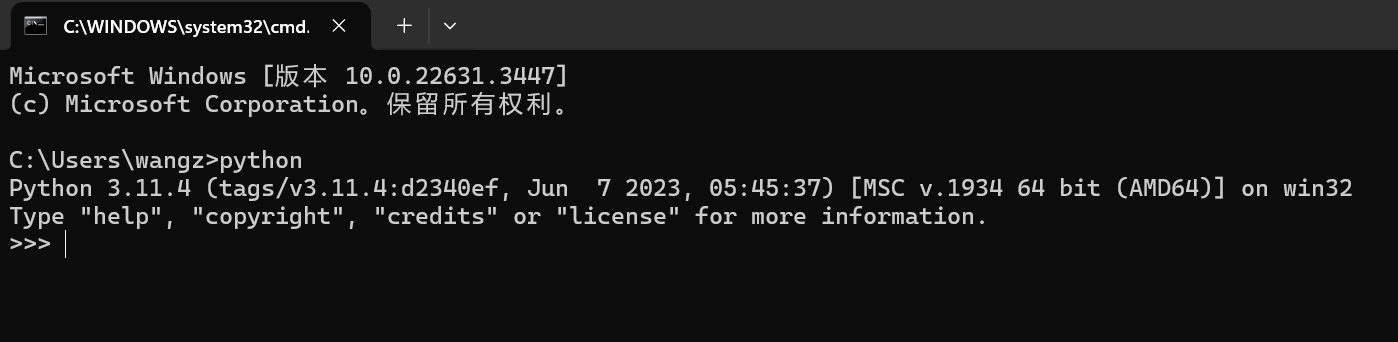 C:\WINDOWS\system32\cmd.
Microsoft Windows [版本 10.0.22631.3447]
(c) Microsoft Corporation。保留所有权利。
C:\Users\wangz>python
Python 3.11.4 (tags/v3.11.4:d2340ef, Jun  7 2023, 05:45:37) [MSC v.1934 64 bit (AMD64)] on win32
Type "help", "copyright", "credits" or "license" for more information.
>>>